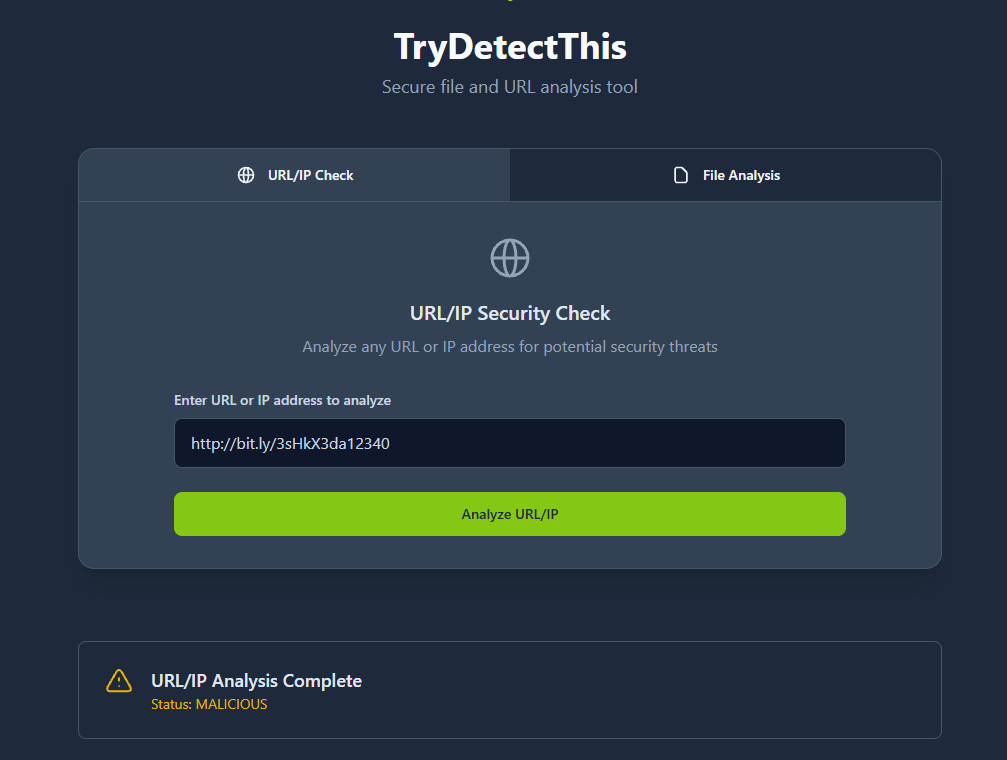 TryDetectThis
Secure file and URL analysis tool
URL/IP Check
File Analysis
URL/IP Security Check
Analyze any URL or IP address for potential security threats
Enter URL or IP address to analyze
http://bit.ly/3sHkX3da12340
Analyze URL/IP
URL/IP Analysis Complete
Status: MALICIOUS